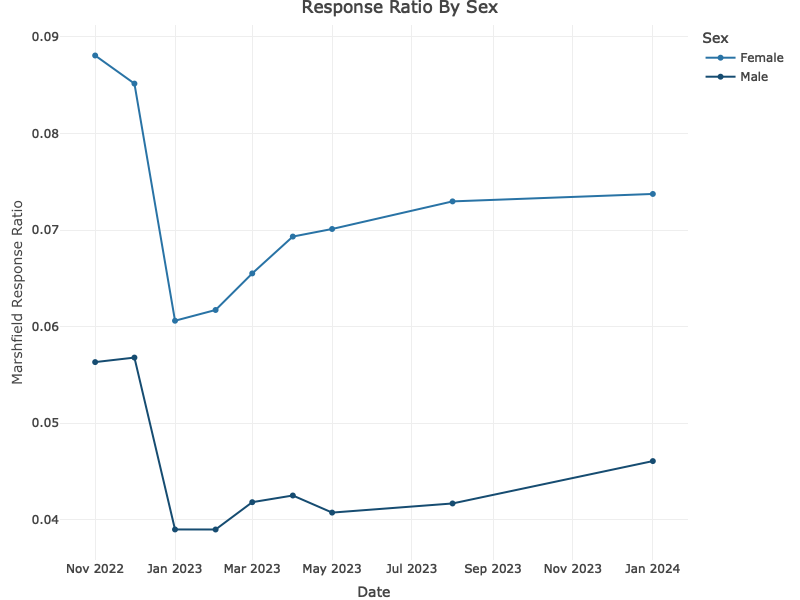 Response Ratio By Sex
Sex
Female
Male
0.09
0.08
0.07
0.06
0.05
0.04
Marshfield Response Ratio
Nov 2022 Jan 2023 Mar 2023 May 2023 Jul 2023 Sep 2023 Nov 2023 Jan 2024
Date